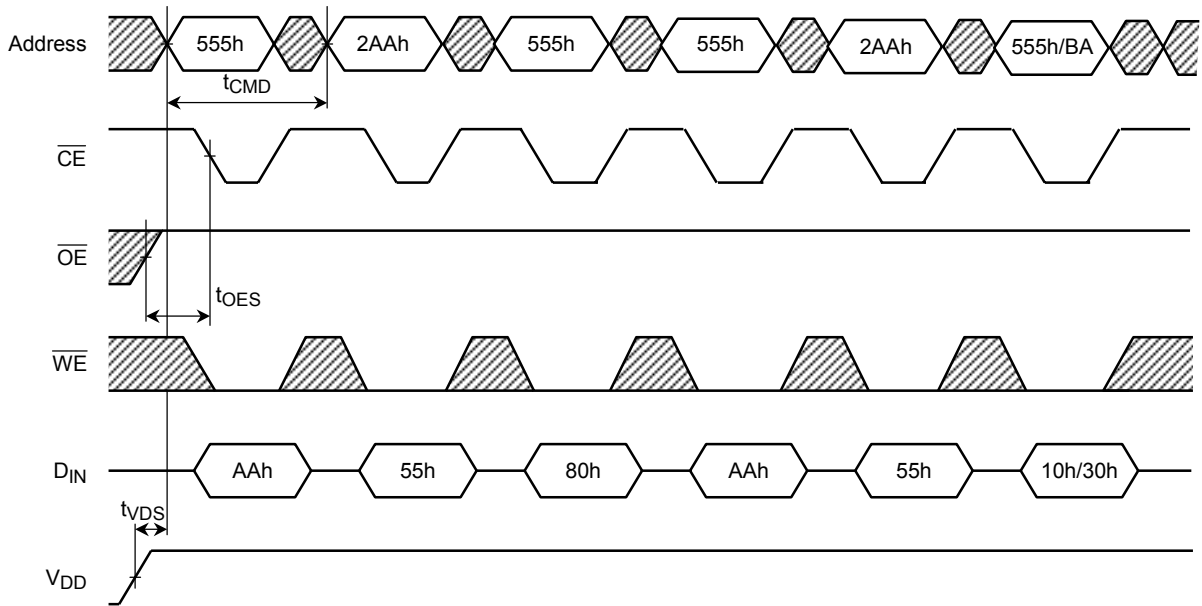 Address 555h 2AAh 555h 555h 2AAh 555h/BA
tCMD
CE
OE
tOES
WE
DIN AAh 55h 80h AAh 55h 10h/30h
tVDS
VDD